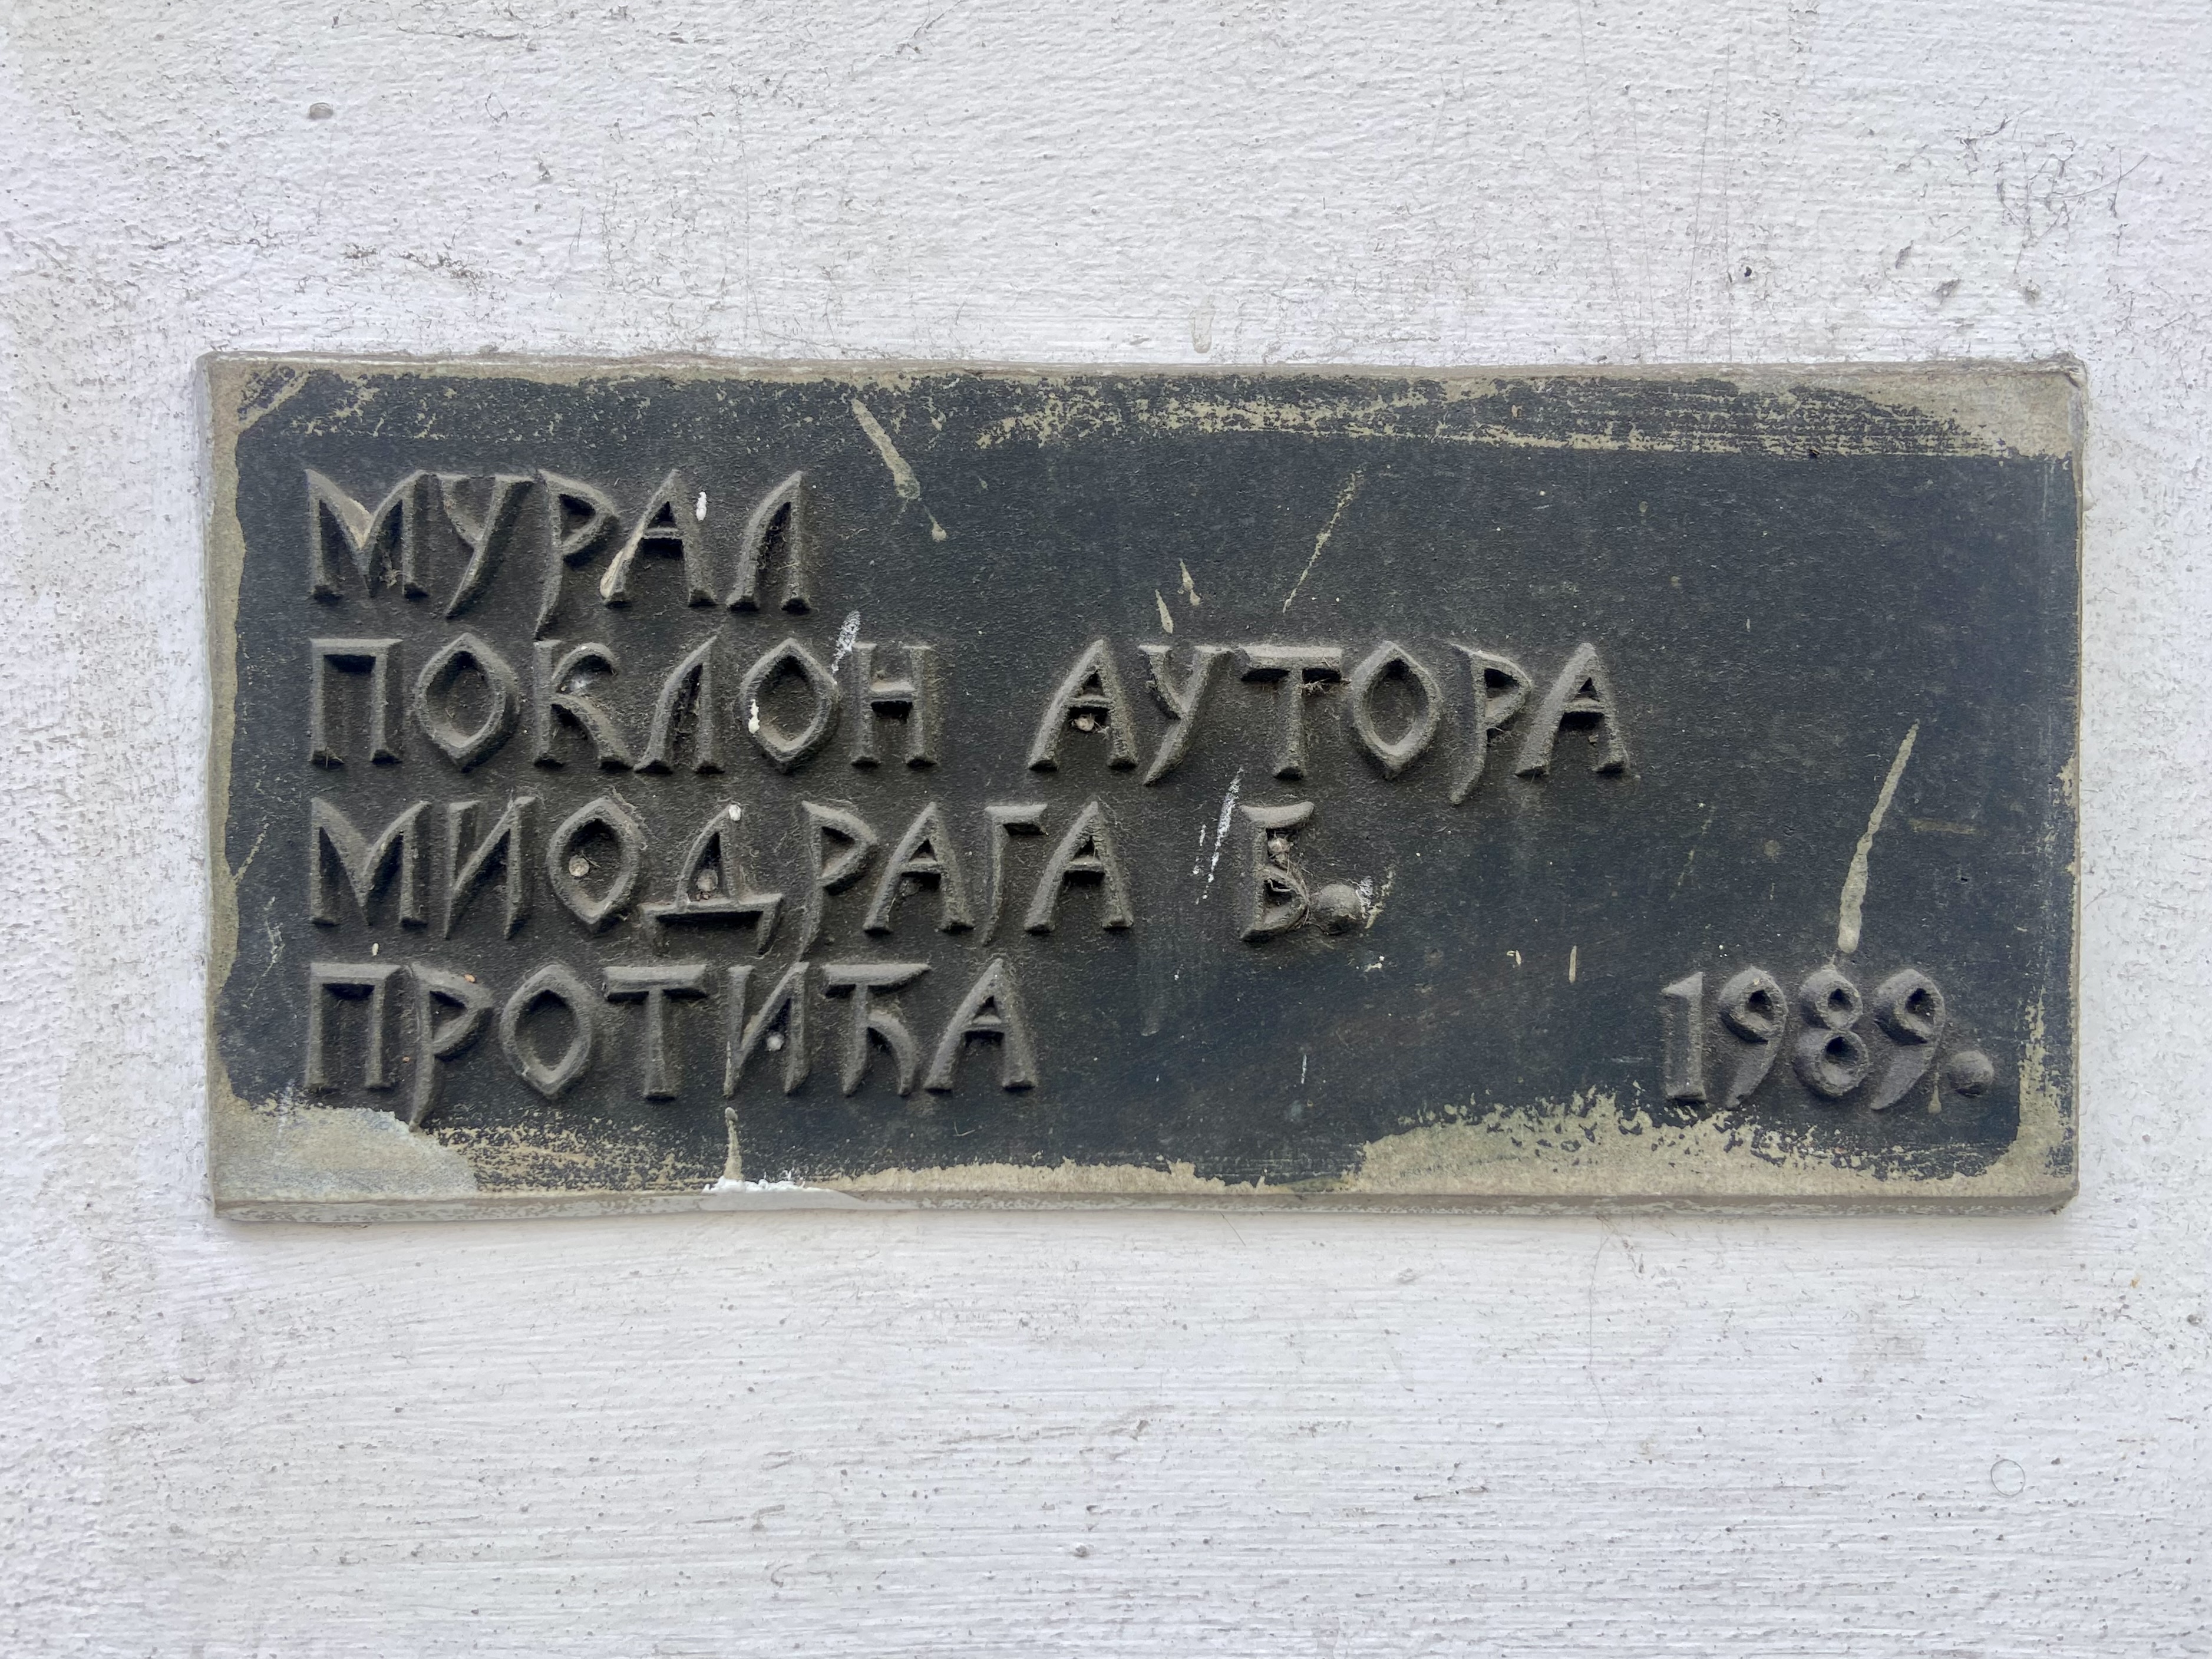 МУРАЛ
ПОКЛОН АУТОРА
МИОДРАГА Б.
ПРОТИЋА 1989.